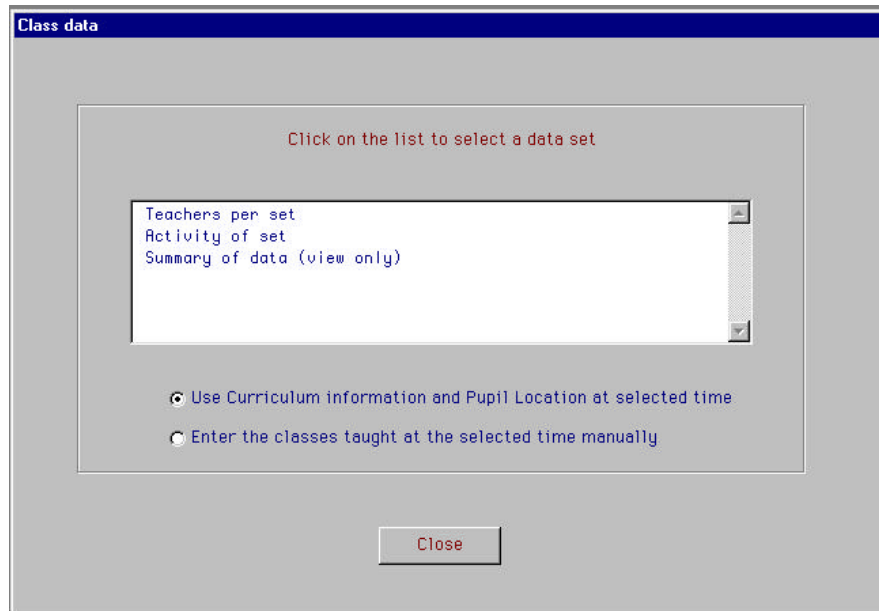 Class data
Click on the list to select a data set
Teachers per set
Activity of set
Summary of data (view only)
Use Curriculum information and Pupil Location at selected time
Enter the classes taught at the selected time manually
Close